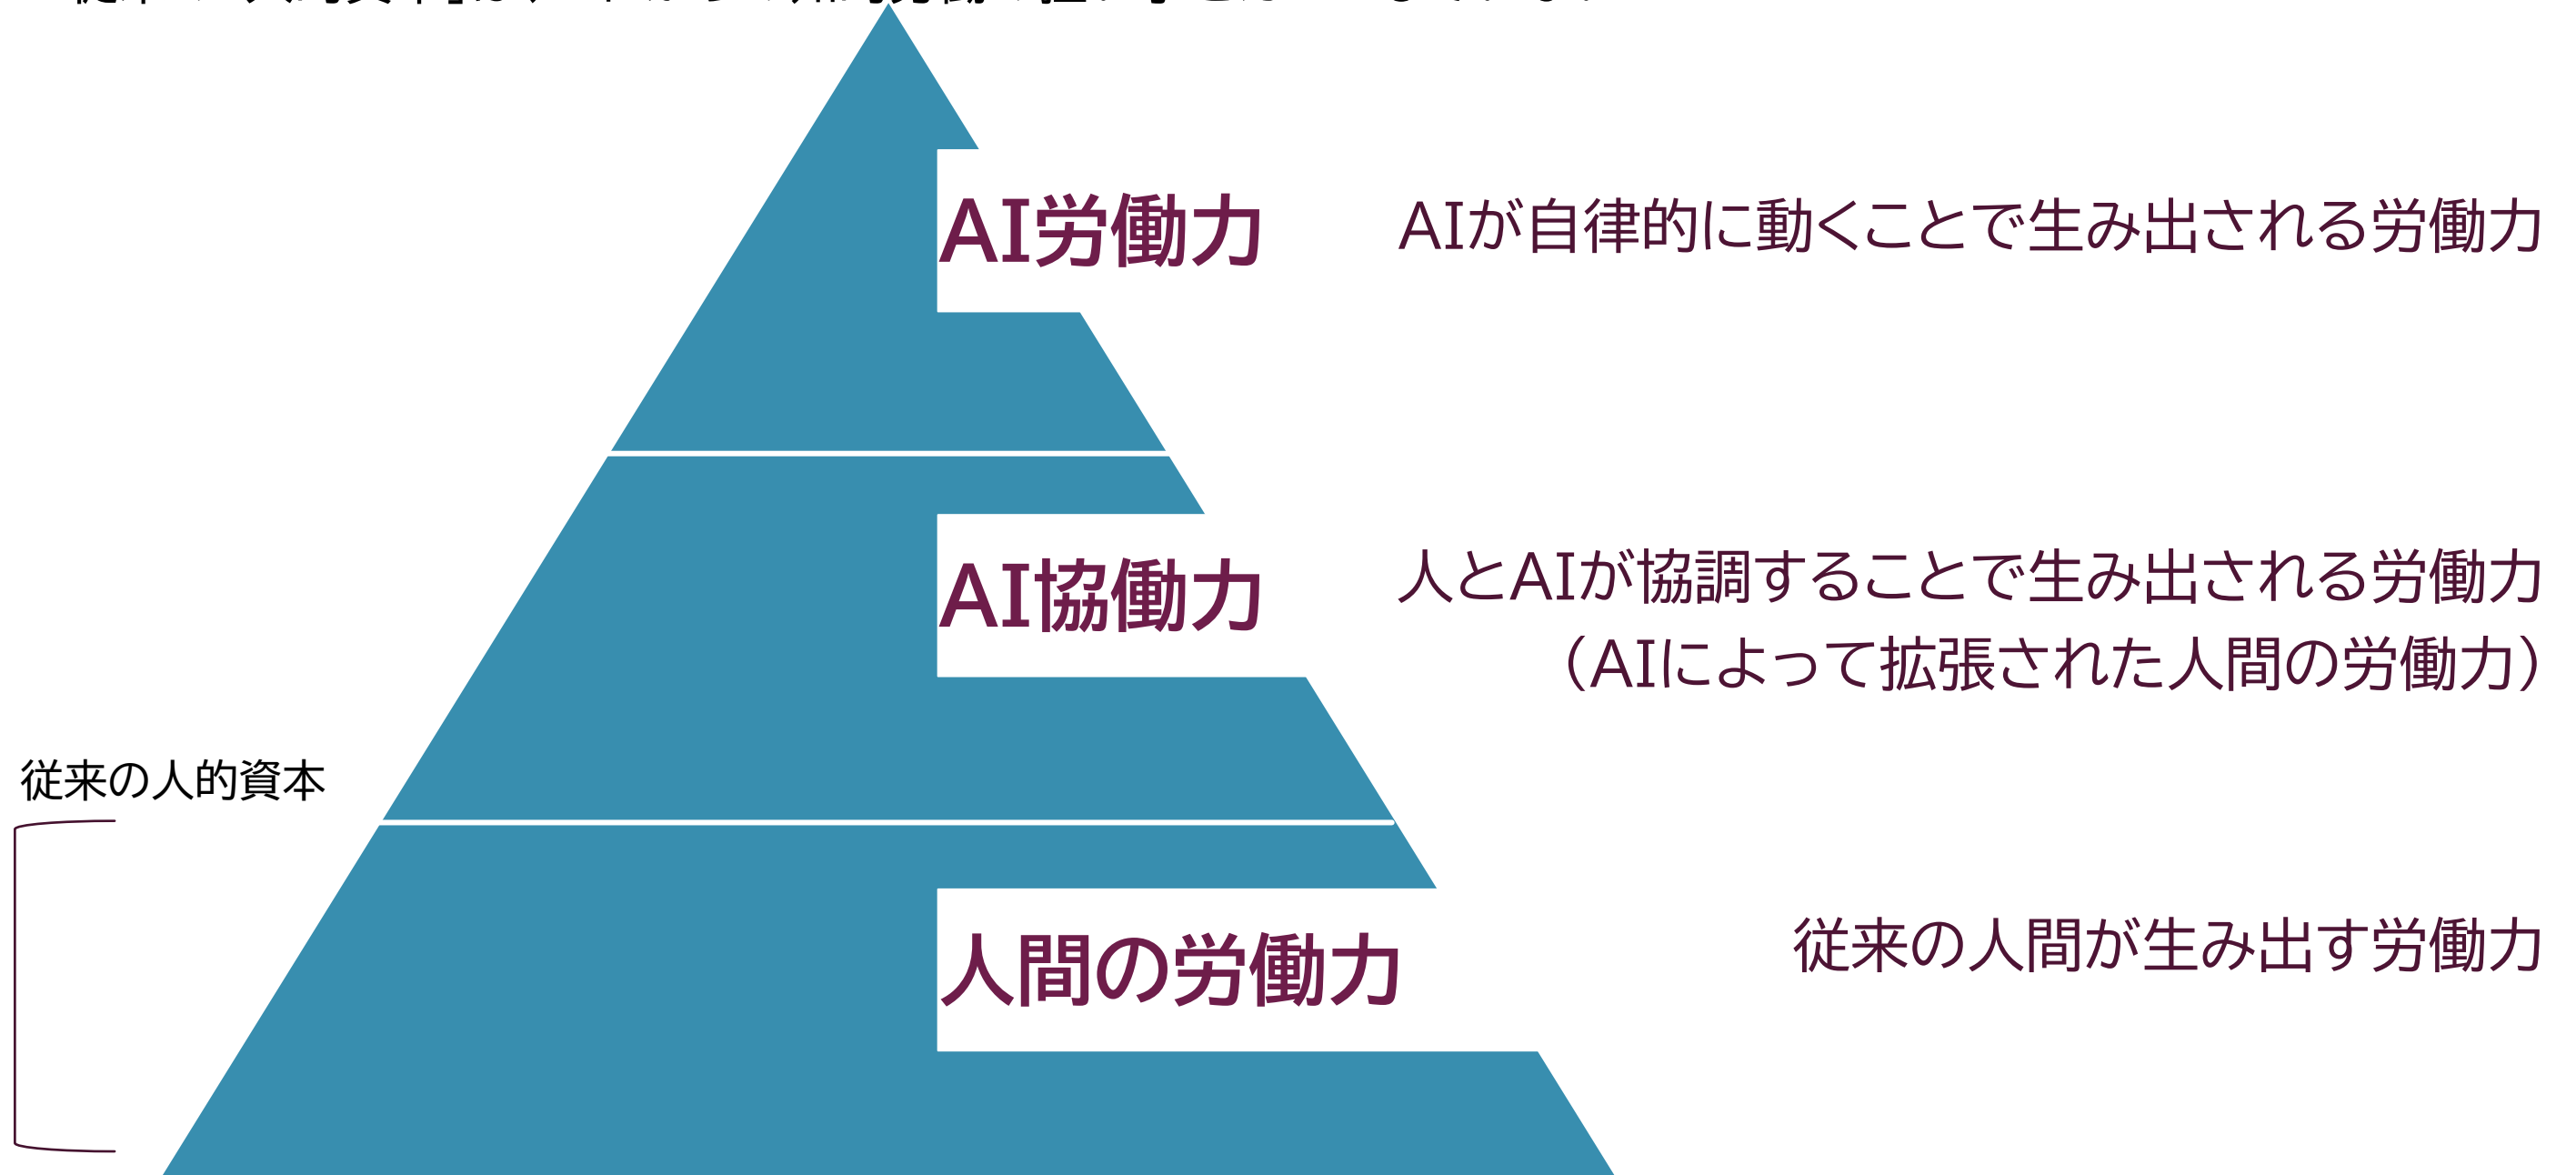 AI労働力
AIが自律的に動くことで生み出される労働力
AI協働力
人とAIが協調することで生み出される労働力
（AIによって拡張された人間の労働力）
従来の人的資本
人間の労働力
従来の人間が生み出す労働力